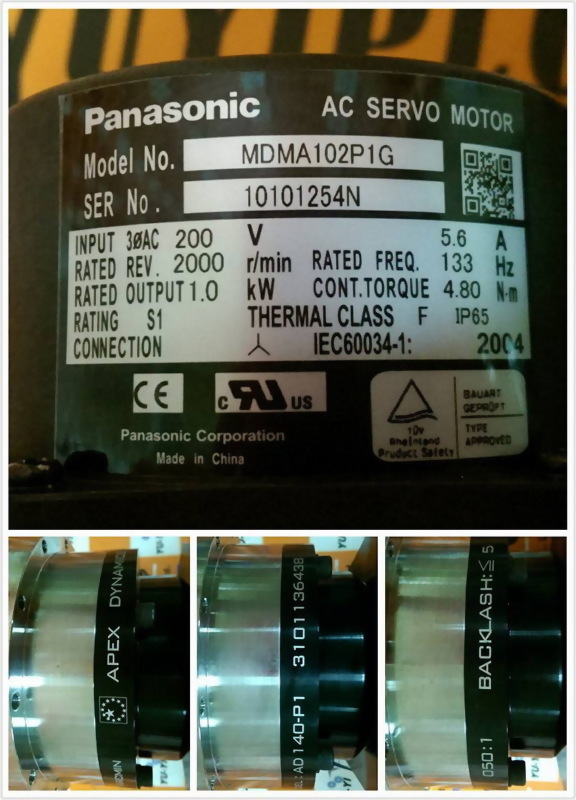 Panasonic AC SERVO MOTOR
Model No. MDMA102P1G
SER No. 10101254N
INPUT 3øAC 200 V 5.6 A
RATED REV. 2000 r/min RATED FREQ. 133 Hz
RATED OUTPUT 1.0 kW CONT.TORQUE 4.80 N·m
RATING S1 THERMAL CLASS F IP65
CONNECTION IEC60034-1: 2004
CE c RU US
BAUART
GEPRÜFT
TÜV
Rheinland
Product Safety
TYPE
APPROVED
Panasonic Corporation
Made in China
APEX
AD140-P1 3101136438
050:1 BACKLASH:≦ 5